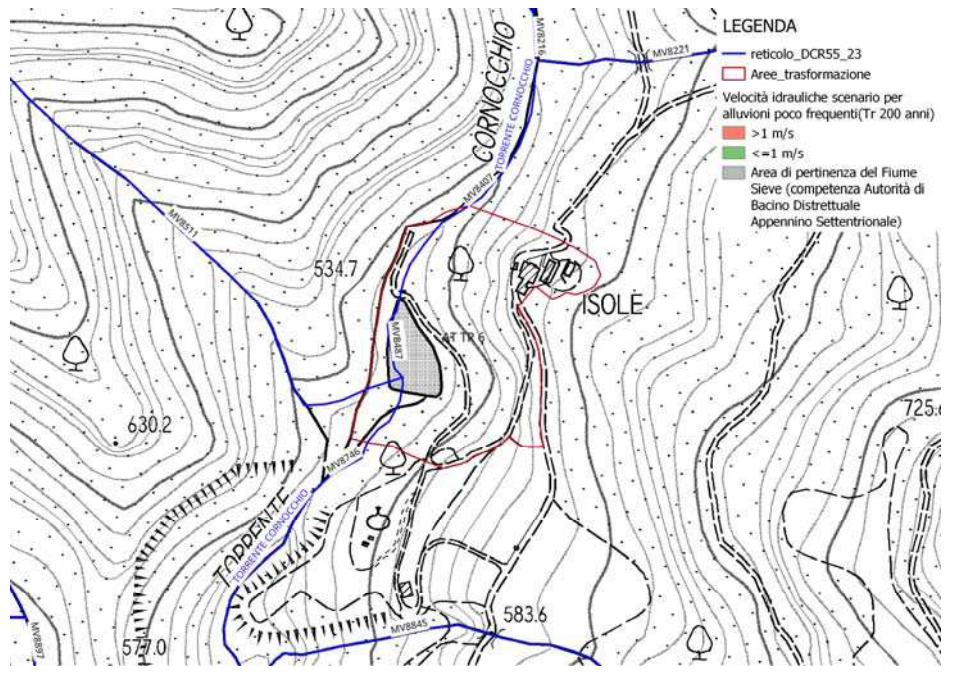 LEGENDA
reticolo_DCR55_23
Aree_trasformazione
Velocità idrauliche scenario per
alluvioni poco frequenti(Tr 200 anni)
>1 m/s
<=1 m/s
Area di pertinenza del Fiume
Sieve (competenza Autorità di
Bacino Distrettuale
Appennino Settentrionale)
MV8216
MV8221
CORNOCCHIO
TORRENTE CORNOCCHIO
MV8407
MV8511
534.7
ISOLE
MV8487
AT TR 6
630.2
725.6
MV8746
TORRENTE
TORRENTE CORNOCCHIO
583.6
MV8845
MV8897
577.0